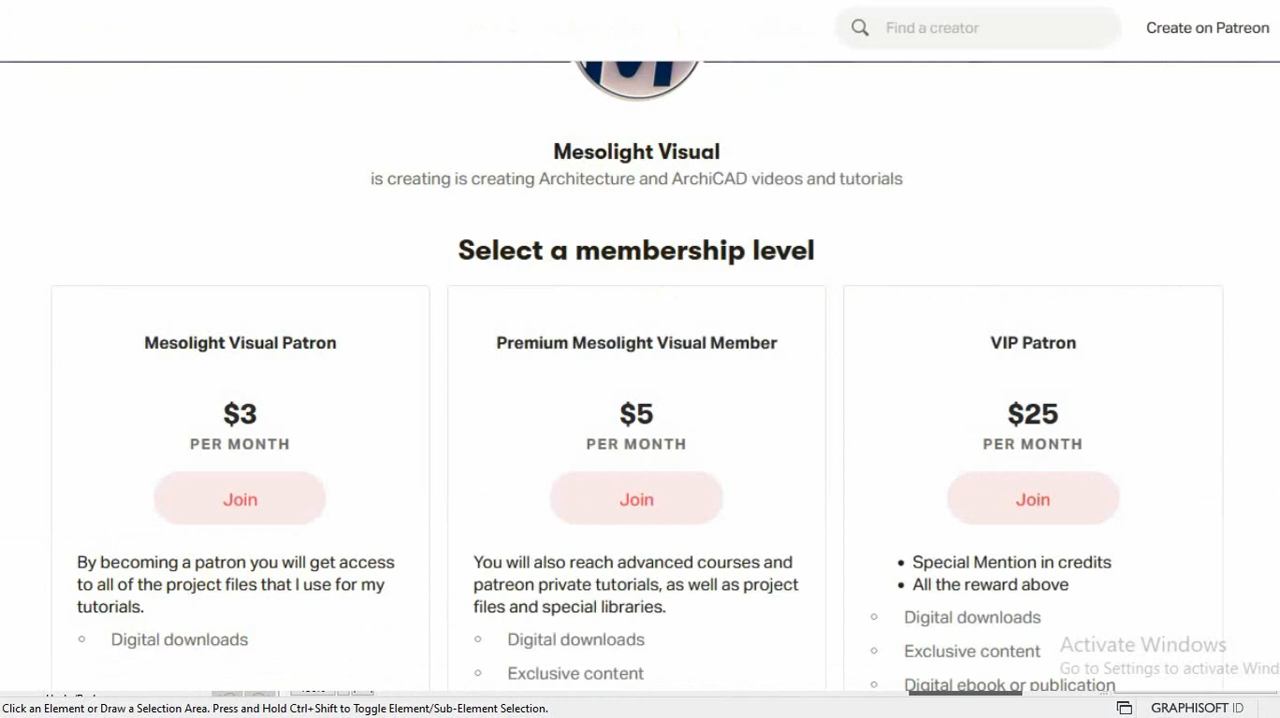 Find a creator
Create on Patreon
Mesolight Visual
is creating is creating Architecture and ArchiCAD videos and tutorials
Select a membership level
Mesolight Visual Patron
$3
PER MONTH
Join
By becoming a patron you will get access
to all of the project files that I use for my
tutorials.
Digital downloads
Premium Mesolight Visual Member
$5
PER MONTH
Join
You will also reach advanced courses and
patreon private tutorials, as well as project
files and special libraries.
Digital downloads
Exclusive content
VIP Patron
$25
PER MONTH
Join
• Special Mention in credits
• All the reward above
Digital downloads
Exclusive content
Digital ebook or publication
Activate Windows
Go to Settings to activate Wind
Click an Element or Draw a Selection Area. Press and Hold Ctrl+Shift to Toggle Element/Sub-Element Selection.
GRAPHISOFT ID